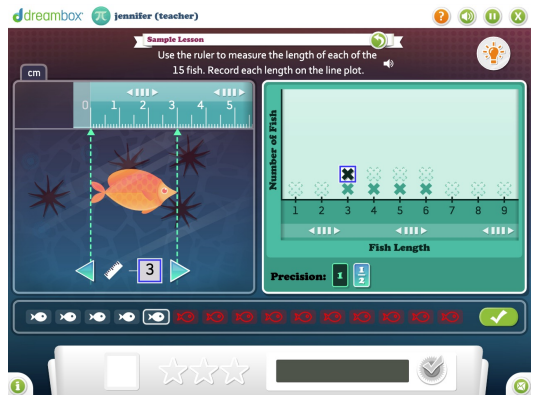 dreambox
π
jennifer (teacher)
?
X
Sample Lesson
Use the ruler to measure the length of each of the
15 fish. Record each length on the line plot.
cm
0 1 2 3 4 5
3
Number of Fish
1 2 3 4 5 6 7 8 9
Fish Length
Precision: 1 1/2
i